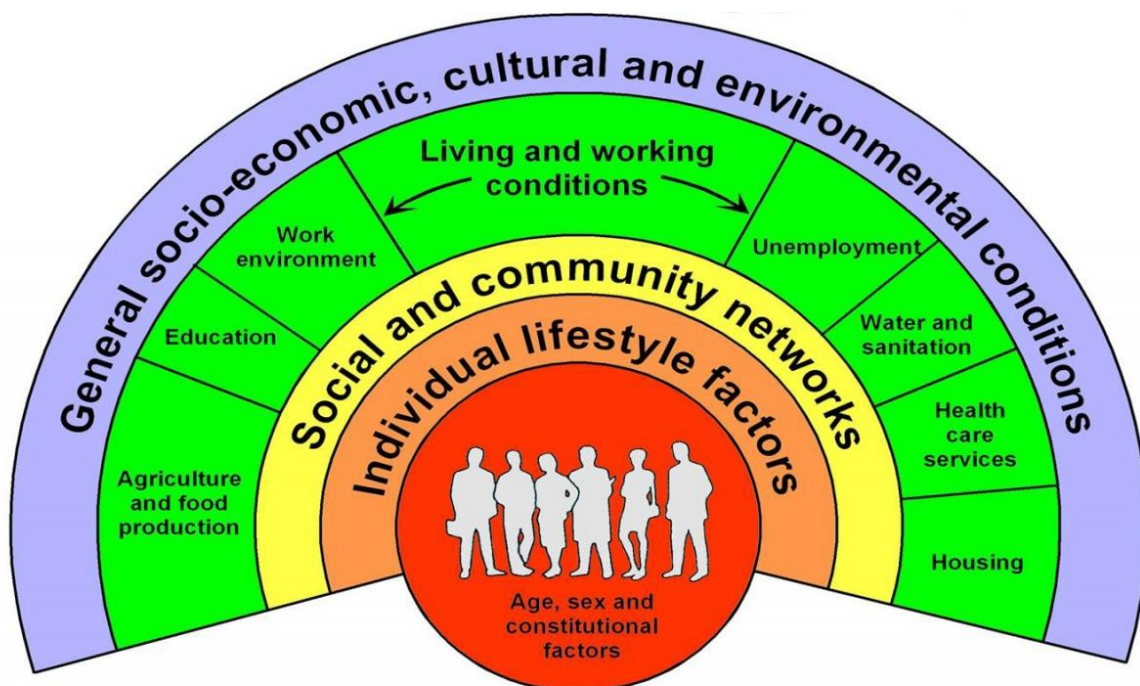 General socio-economic, cultural and environmental conditions
Living and working
conditions
Work
environment
Unemployment
Education
Water and
sanitation
Agriculture
and food
production
Health
care
services
Housing
Social and community networks
Individual lifestyle factors
Age, sex and
constitutional
factors